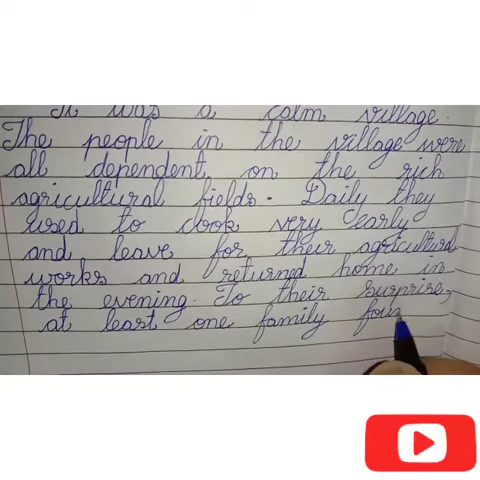 It was a calm village.
The people in the village were
all dependent on the rich
agricultural fields. Daily they
used to cook very early
and leave for their agricultural
works and returned home in
the evening. To their surprise,
at least one family